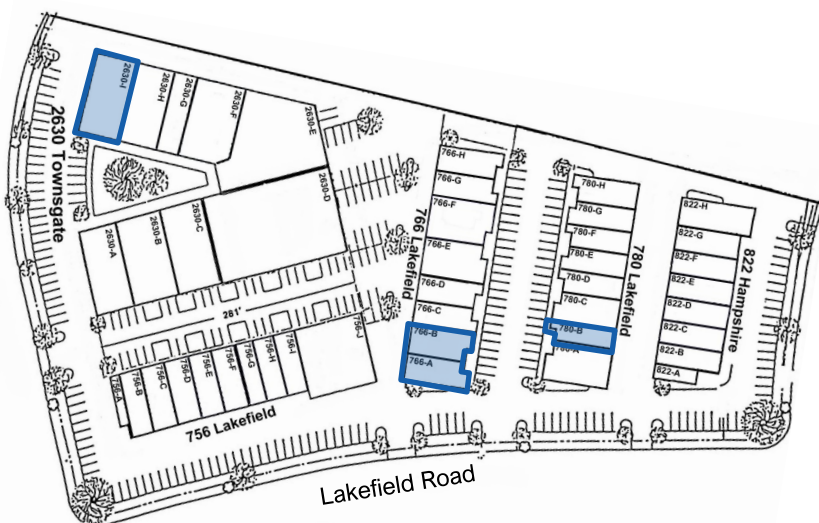 2630 Townsgate
2630-I
2630-H
2630-G
2630-F
2630-E
2630-D
2630-A
2630-B
2630-C
281'
756-A
756-B
756-C
756-D
756-E
756-F
756-G
756-H
756-I
756-J
756 Lakefield
766 Lakefield
766-H
766-G
766-F
766-E
766-D
766-C
766-B
766-A
780-H
780-G
780-F
780-E
780-D
780-C
780-B
780-A
780 Lakefield
822-H
822-G
822-F
822-E
822-D
822-C
822-B
822-A
822 Hampshire
Lakefield Road